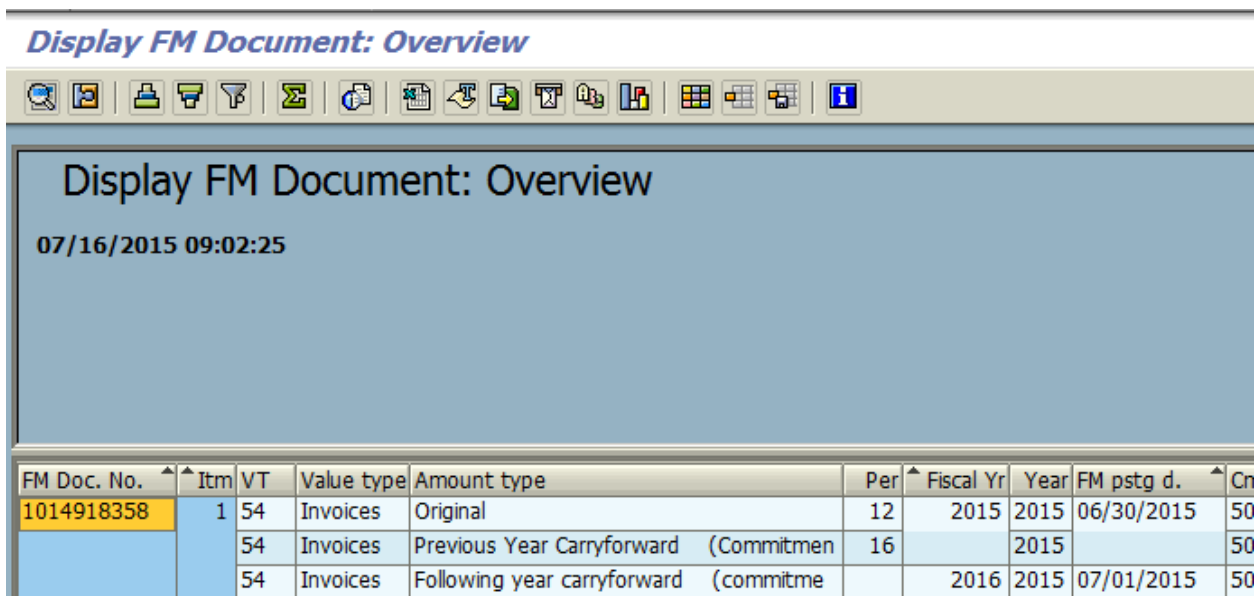 Display FM Document: Overview
Display FM Document: Overview
07/16/2015 09:02:25
FM Doc. No. Itm VT Value type Amount type Per Fiscal Yr Year FM pstg d. Cm
1014918358 1 54 Invoices Original 12 2015 2015 06/30/2015 50
54 Invoices Previous Year Carryforward (Commitmen 16 2015 50
54 Invoices Following year carryforward (commitme 2016 2015 07/01/2015 50